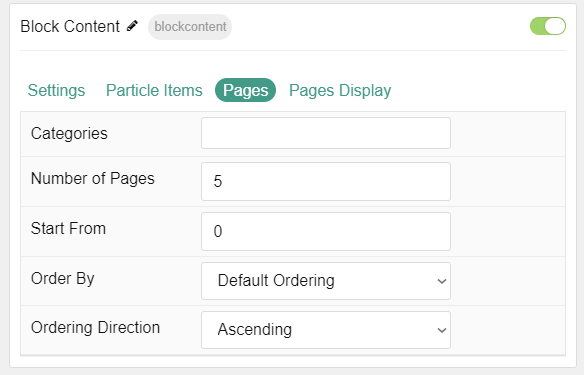 Block Content blockcontent
Settings Particle Items Pages Pages Display
Categories
Number of Pages 5
Start From 0
Order By Default Ordering
Ordering Direction Ascending